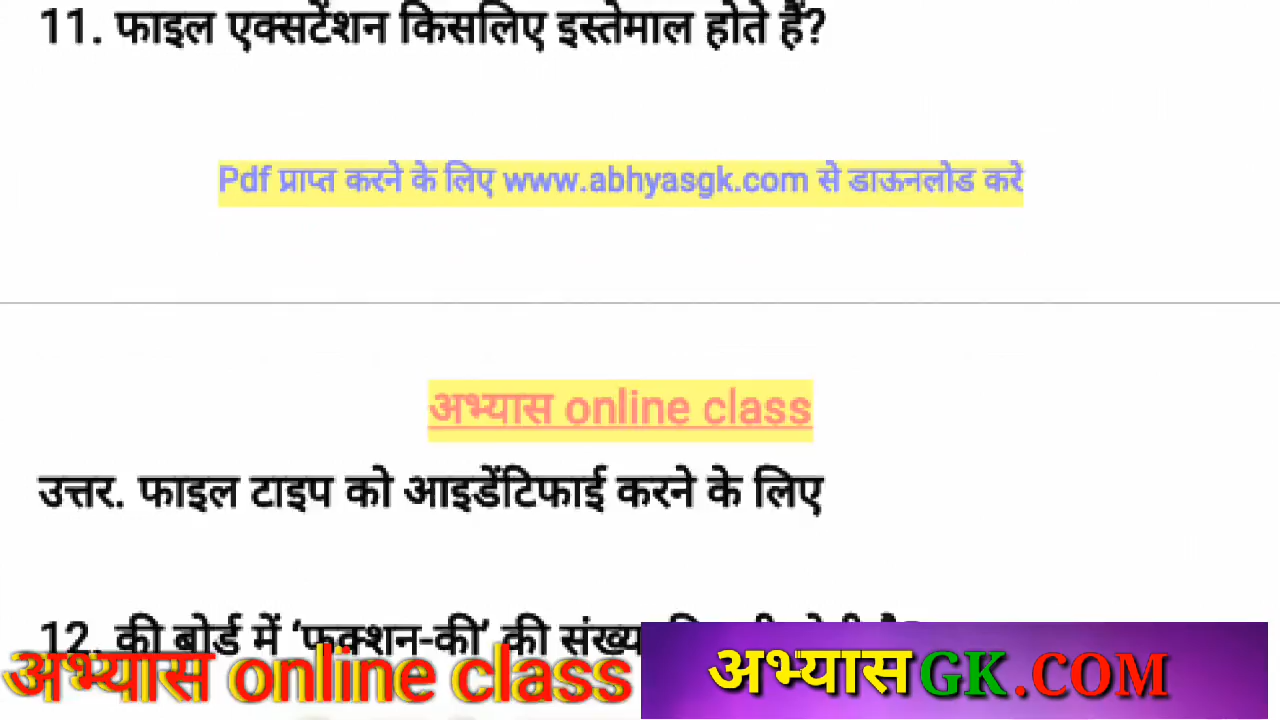 11. फाइल एक्सटेंशन किसलिए इस्तेमाल होते हैं?
Pdf प्राप्त करने के लिए www.abhyasgk.com से डाऊनलोड करे
अभ्यास online class
उत्तर. फाइल टाइप को आइडेंटिफाई करने के लिए
12. की बोर्ड में ‘फंक्शन-की’ की
अभ्यास online class
अभ्यास GK.COM